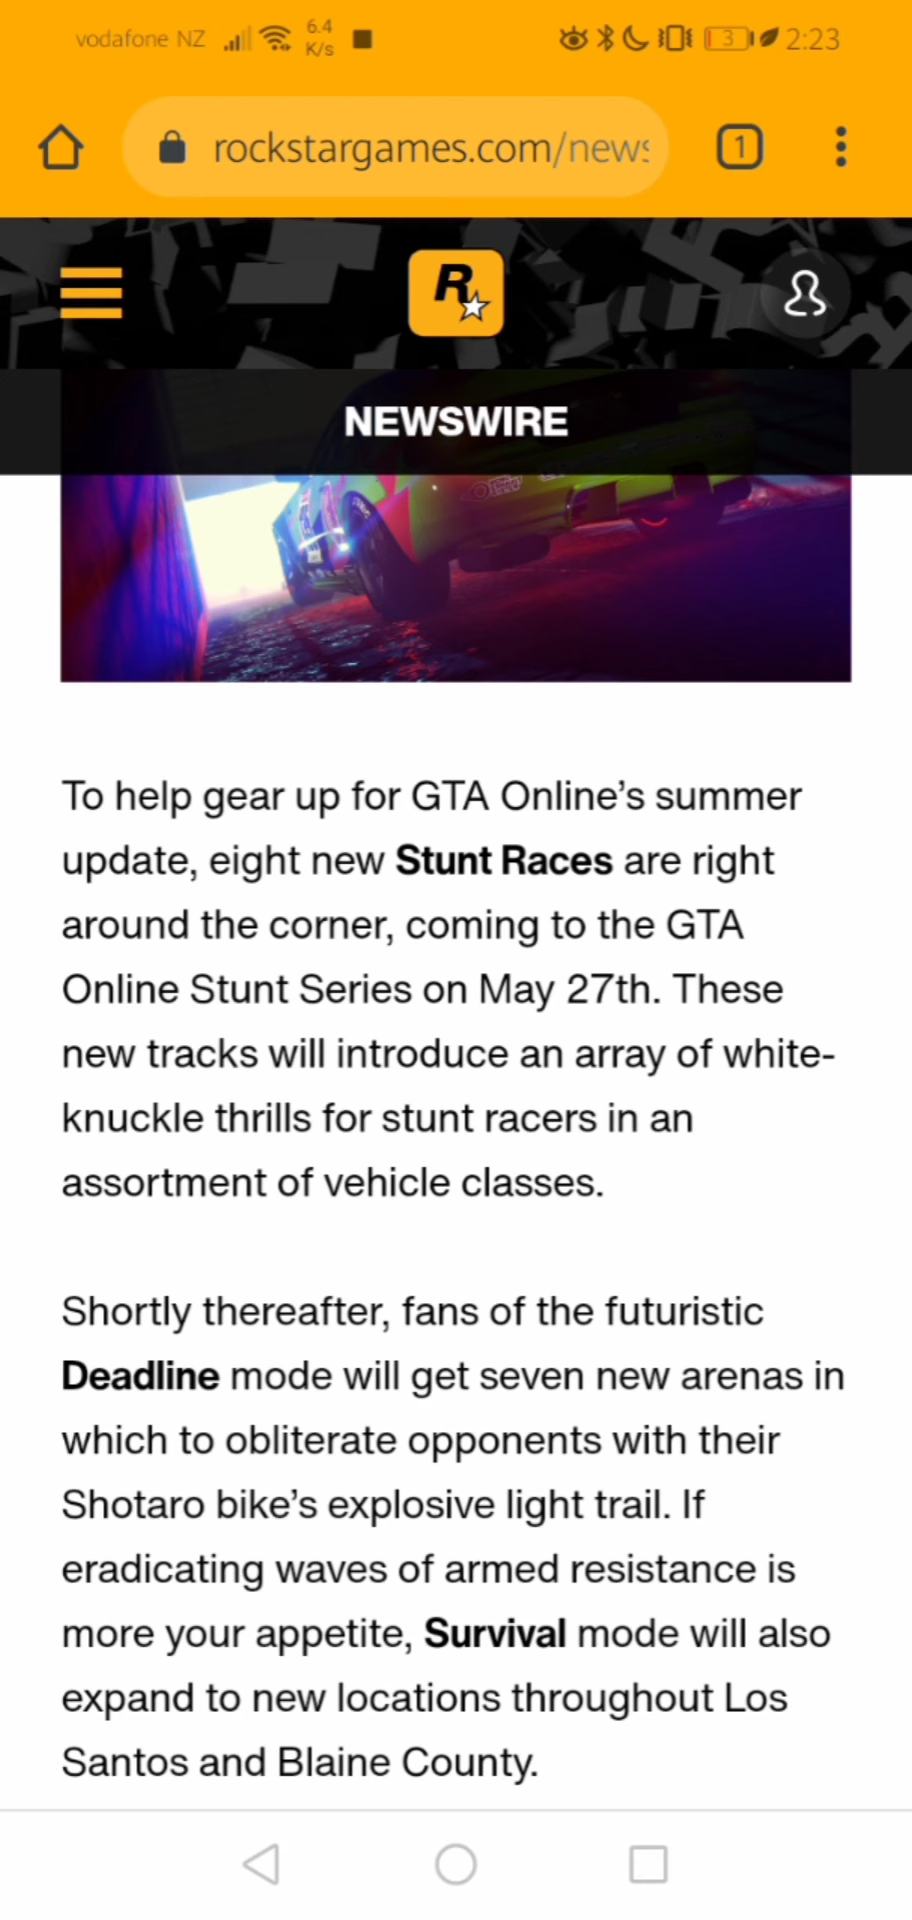 vodafone NZ 6.4 K/s 3 2:23
rockstargames.com/news 1
R
NEWSWIRE
To help gear up for GTA Online’s summer
update, eight new Stunt Races are right
around the corner, coming to the GTA
Online Stunt Series on May 27th. These
new tracks will introduce an array of white-
knuckle thrills for stunt racers in an
assortment of vehicle classes.
Shortly thereafter, fans of the futuristic
Deadline mode will get seven new arenas in
which to obliterate opponents with their
Shotaro bike’s explosive light trail. If
eradicating waves of armed resistance is
more your appetite, Survival mode will also
expand to new locations throughout Los
Santos and Blaine County.